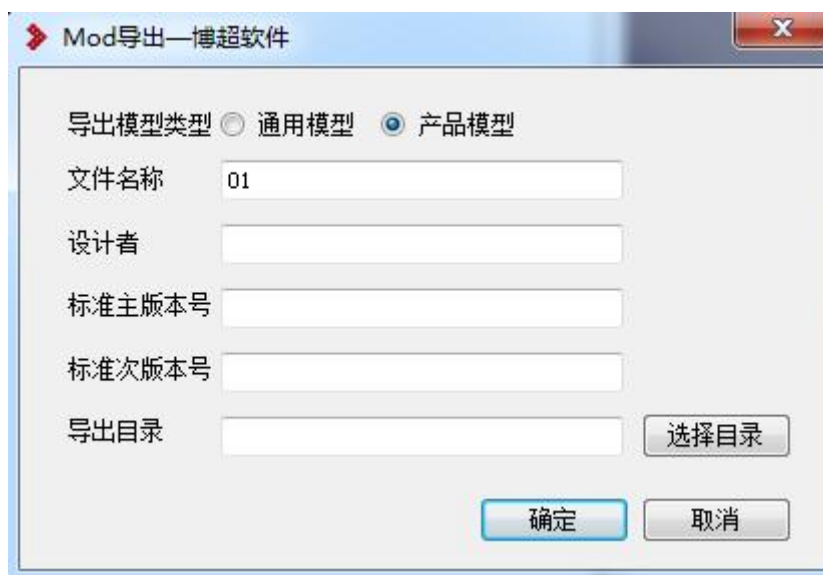 Mod导出—博超软件
导出模型类型 通用模型 产品模型
文件名称 01
设计者
标准主版本号
标准次版本号
导出目录 选择目录
确定 取消